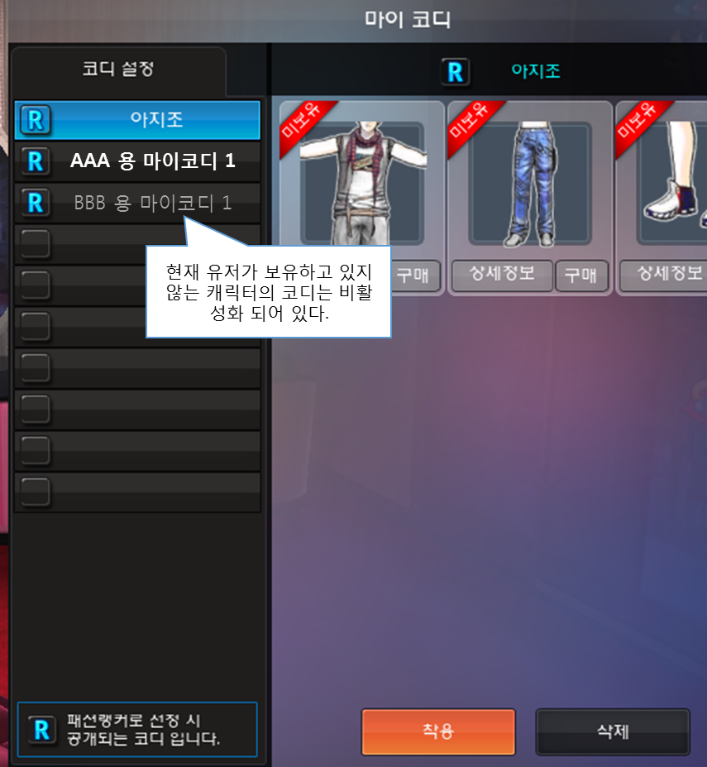 마이 코디
코디 설정
R 아지조
R 아지조
R AAA 용 마이코디 1
R BBB 용 마이코디 1
현재 유저가 보유하고 있지
않는 캐릭터의 코디는 비활
성화 되어 있다.
미보유
미보유
미보유
구매
상세정보 구매
상세정보
R 패션랭커로 선정 시
공개되는 코디 입니다.
착용 삭제